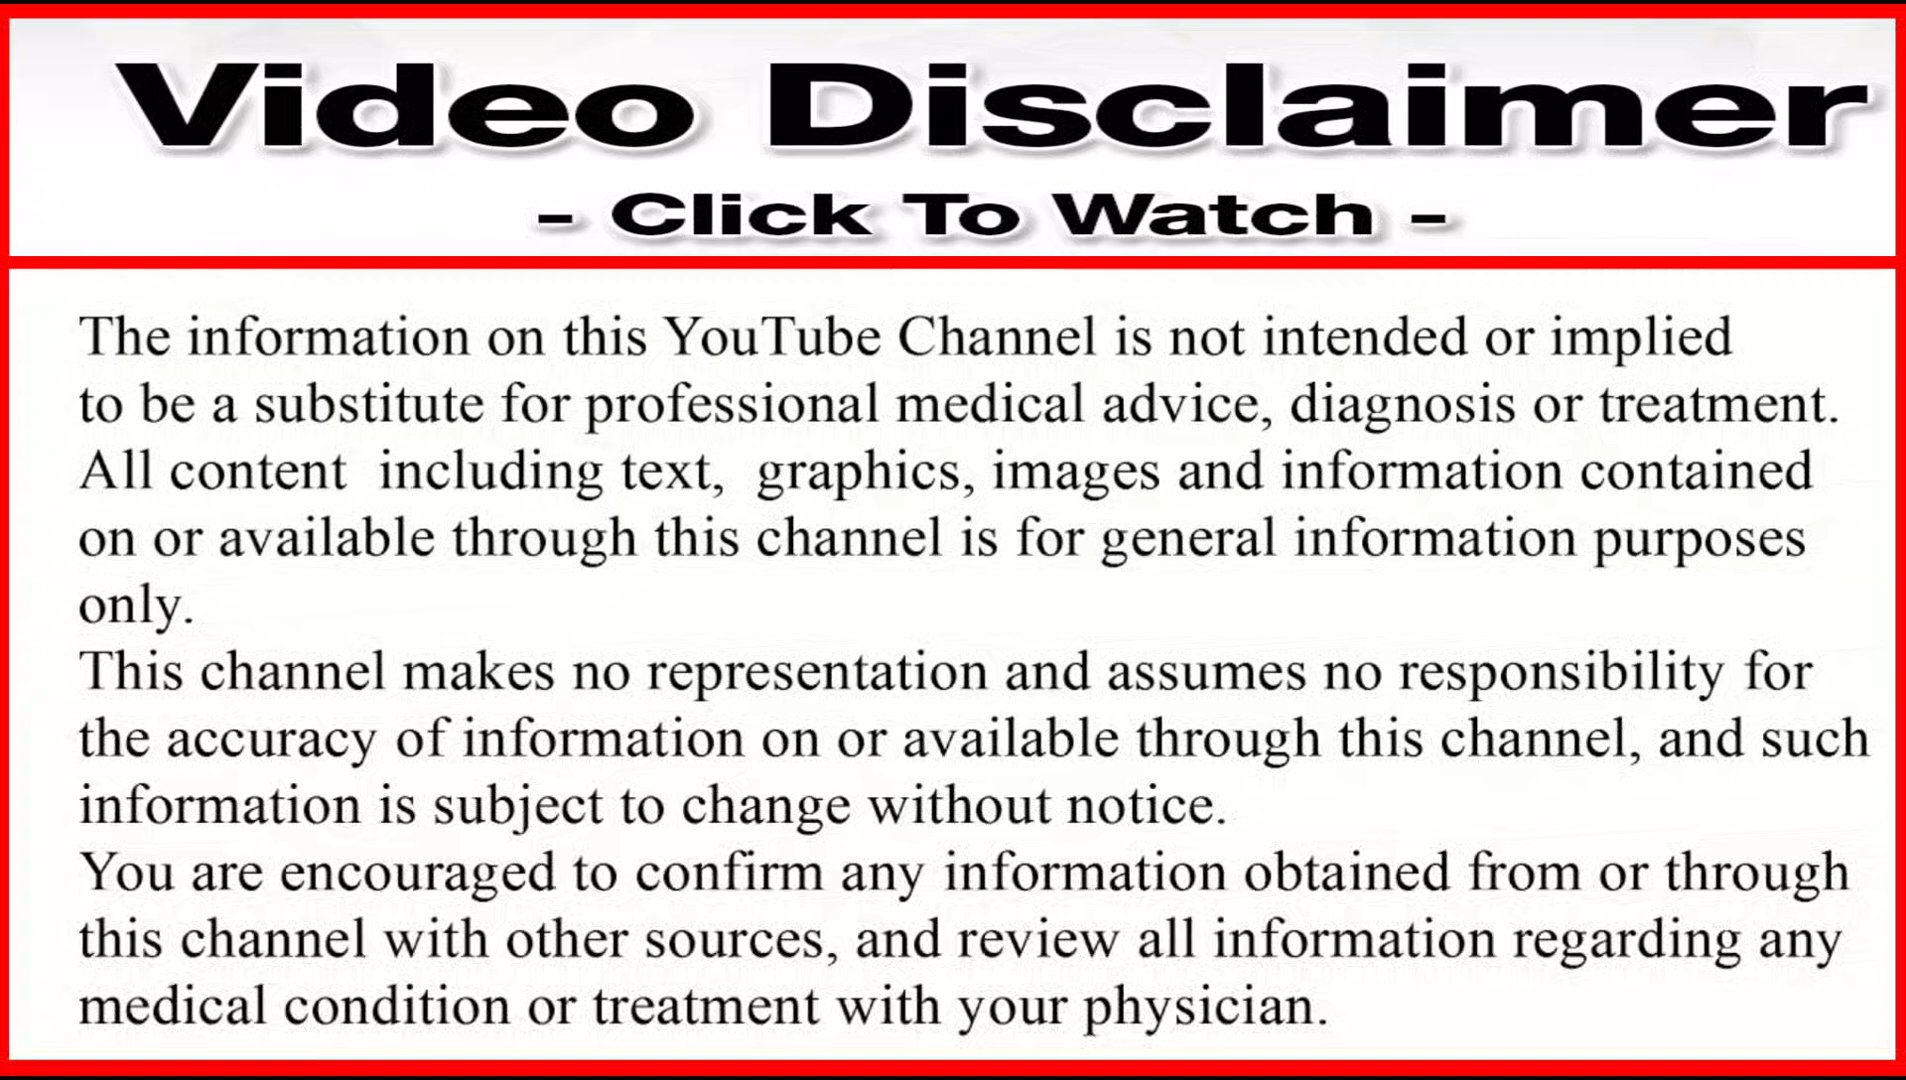 Video Disclaimer
- Click To Watch -
The information on this YouTube Channel is not intended or implied
to be a substitute for professional medical advice, diagnosis or treatment.
All content including text, graphics, images and information contained
on or available through this channel is for general information purposes
only.
This channel makes no representation and assumes no responsibility for
the accuracy of information on or available through this channel, and such
information is subject to change without notice.
You are encouraged to confirm any information obtained from or through
this channel with other sources, and review all information regarding any
medical condition or treatment with your physician.